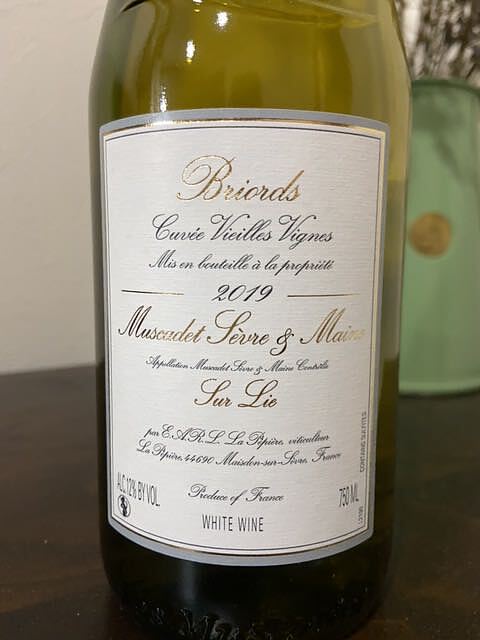 Briords
Cuvée Vieilles Vignes
Mis en bouteille à la propriété
2019
Muscadet Sèvre & Maine
Appellation Muscadet Sèvre & Maine Contrôlée
Sur Lie
par E.A.R.L. La Pépière, viticulteur
La Pépière, 44690 Maisdon-sur-Sèvre, France
ALC. 12% BY VOL.
Produce of France
750 ML
WHITE WINE
CONTAINS SULFITES